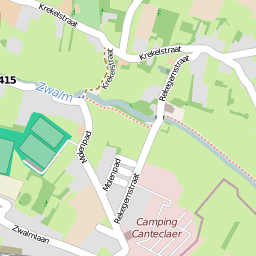 Krekelstraat
Krekelstraat
Krekelstraat
415
Zwalm
Rekegemstraat
Molenpad
Molenpad
Rekegemstraat
Camping
Canteclaer
Zwalmlaan